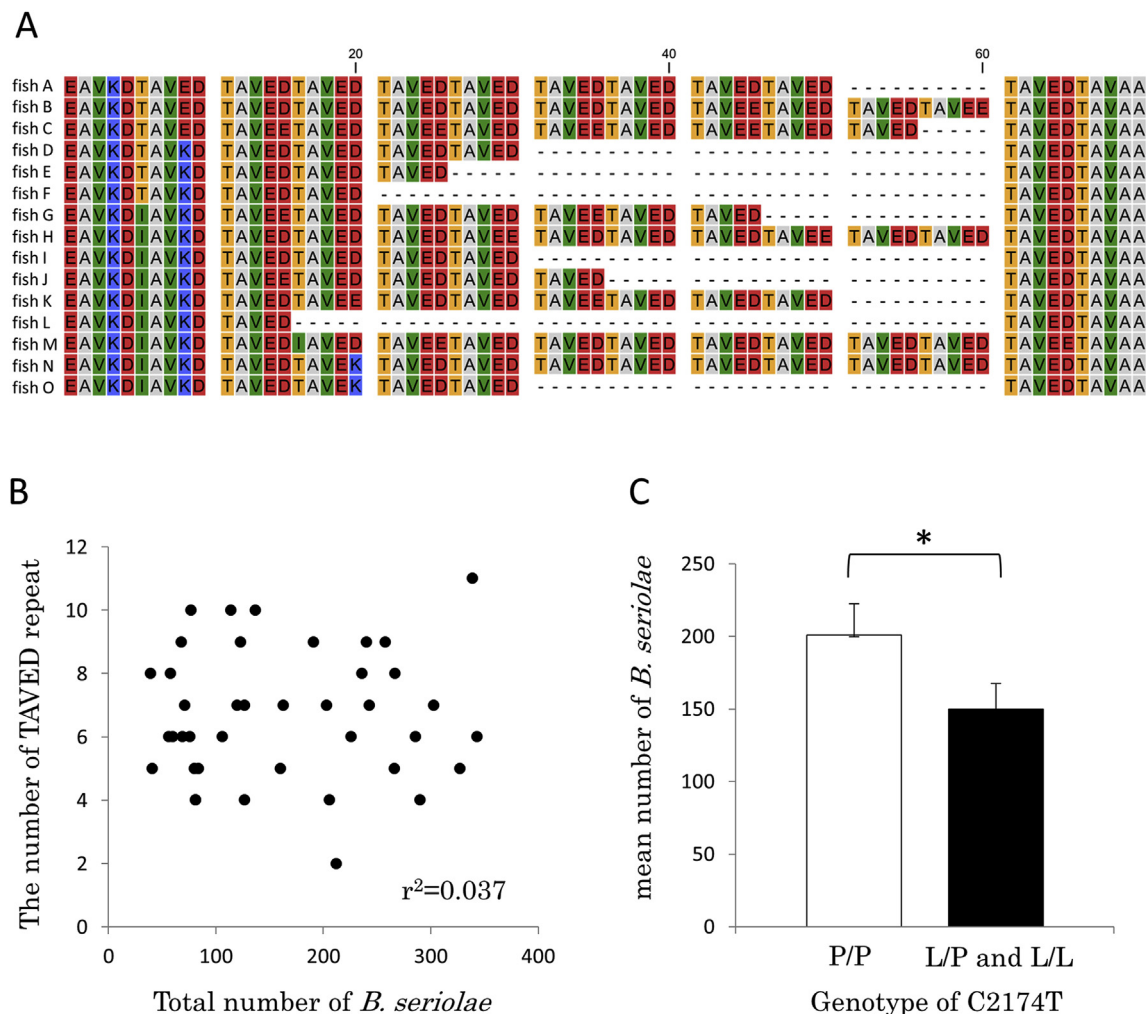 A
20 40 60
fish A EAVKDTAVED TAVEDTAVED TAVEDTAVED TAVEDTAVED TAVEDTAVED ---------- TAVEDTAVAA
fish B EAVKDTAVED TAVEDTAVED TAVEDTAVED TAVEDTAVED TAVEETAVED TAVEDTAVEE TAVEDTAVAA
fish C EAVKDTAVED TAVEETAVED TAVEETAVED TAVEETAVED TAVEETAVED TAVED----- TAVEDTAVAA
fish D EAVKDTAVKD TAVEETAVED TAVEDTAVED ---------- ---------- ---------- TAVEDTAVAA
fish E EAVKDTAVKD TAVEETAVED TAVED----- ---------- ---------- ---------- TAVEDTAVAA
fish F EAVKDTAVKD TAVEETAVED ---------- ---------- ---------- ---------- TAVEDTAVAA
fish G EAVKDIAVKD TAVEDTAVED TAVEDTAVED TAVEETAVED TAVED----- ---------- TAVEDTAVAA
fish H EAVKDIAVKD TAVEDTAVED TAVEDTAVEE TAVEDTAVED TAVEDTAVEE TAVEDTAVED TAVEDTAVAA
fish I EAVKDIAVKD TAVEETAVED ---------- ---------- ---------- ---------- TAVEDTAVAA
fish J EAVKDIAVKD TAVEETAVED TAVEDTAVED TAVED----- ---------- ---------- TAVEDTAVAA
fish K EAVKDIAVKD TAVEDTAVEE TAVEDTAVED TAVEETAVED TAVEDTAVED ---------- TAVEDTAVAA
fish L EAVKDIAVKD TAVED----- ---------- ---------- ---------- ---------- TAVEDTAVAA
fish M EAVKDIAVKD TAVEDIAVED TAVEETAVED TAVEDTAVED TAVEETAVED TAVEDTAVED TAVEDTAVAA
fish N EAVKDIAVKD TAVEDTAVEK TAVEDTAVED TAVEDTAVED TAVEDTAVED TAVEDTAVED TAVEDTAVAA
fish O EAVKDIAVKD TAVEDTAVEK TAVEDTAVED ---------- ---------- ---------- TAVEDTAVAA
B
The number of TAVED repeat
12
10
8
6
4
2
0
r²=0.037
0 100 200 300 400
Total number of B. seriolae
C
mean number of B. seriolae
250
200
150
100
50
0
*
P/P L/P and L/L
Genotype of C2174T